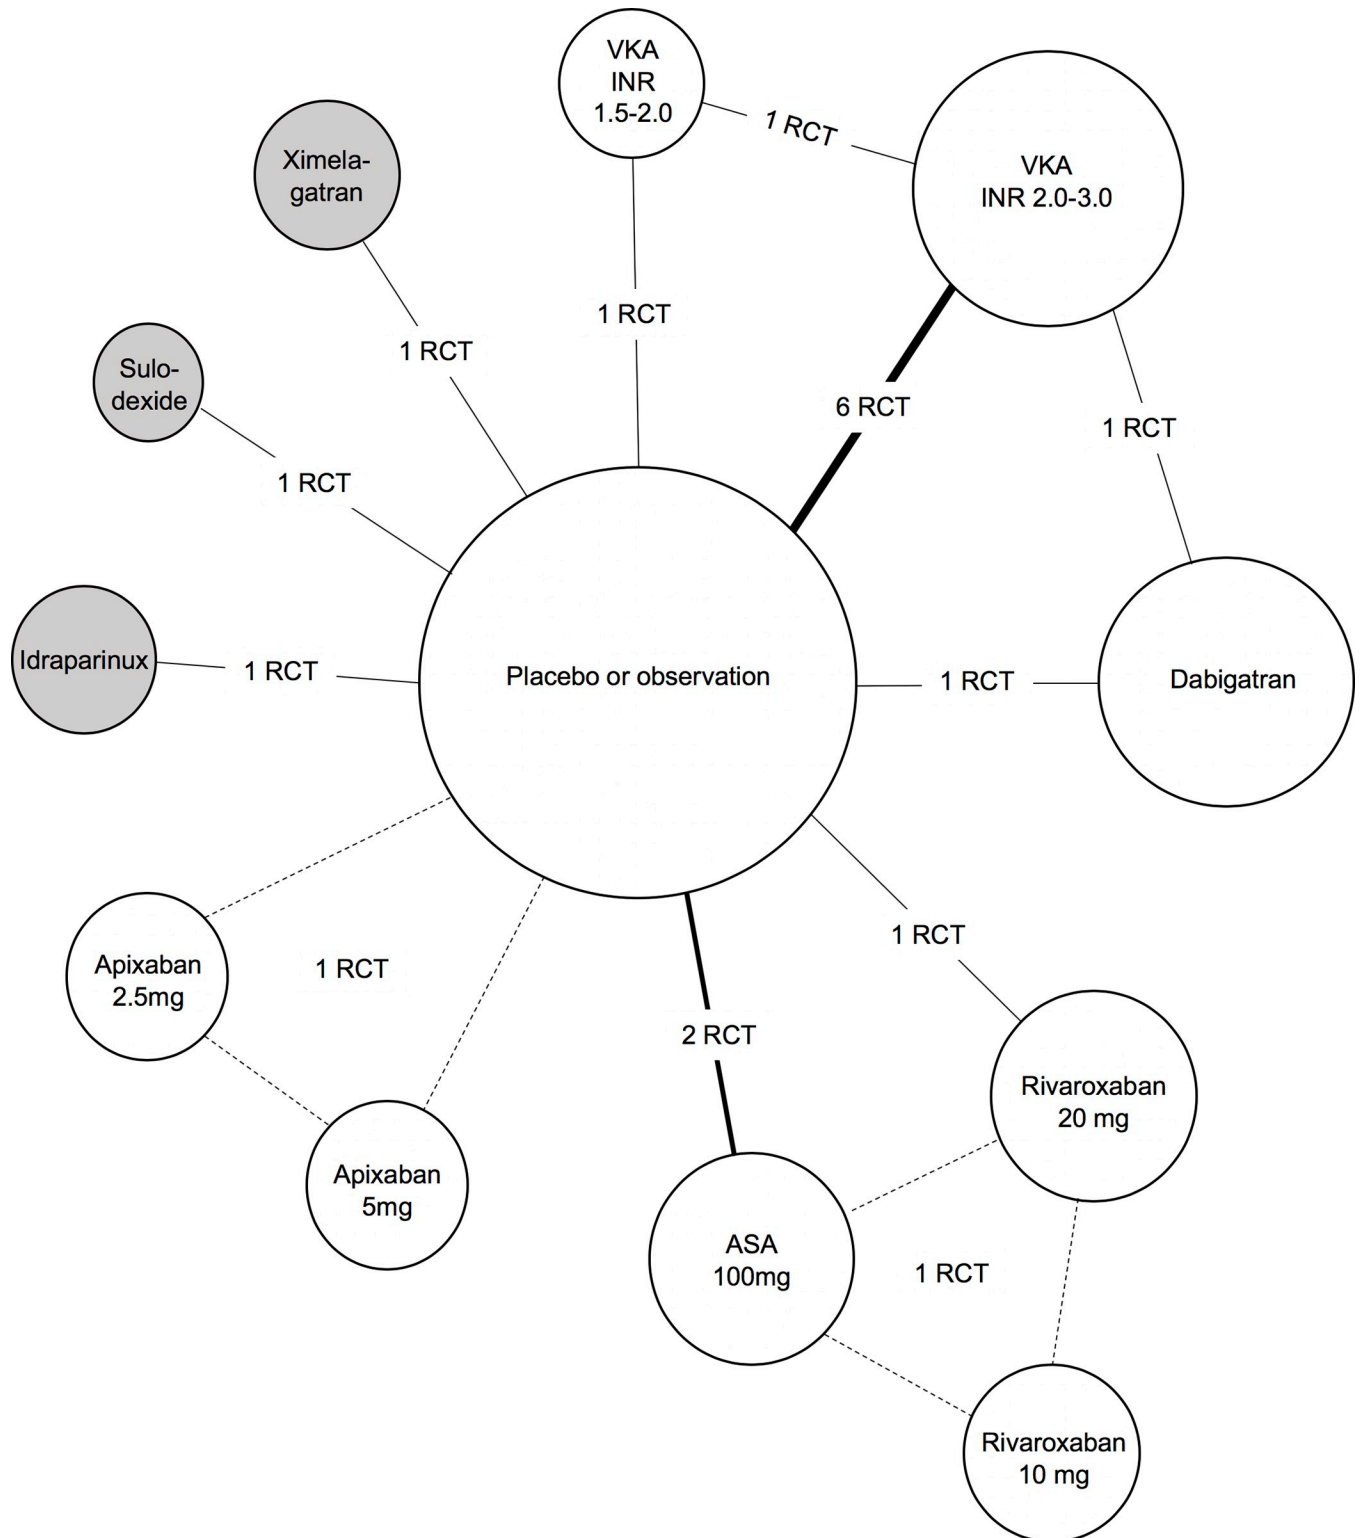 VKA
INR
1.5-2.0
1 RCT
VKA
INR 2.0-3.0
Ximela-
gatran
1 RCT
1 RCT
Sulo-
dexide
6 RCT
1 RCT
1 RCT
Idraparinux
1 RCT
Placebo or observation
1 RCT
Dabigatran
Apixaban
2.5mg
1 RCT
1 RCT
2 RCT
Rivaroxaban
20 mg
Apixaban
5mg
ASA
100mg
1 RCT
Rivaroxaban
10 mg